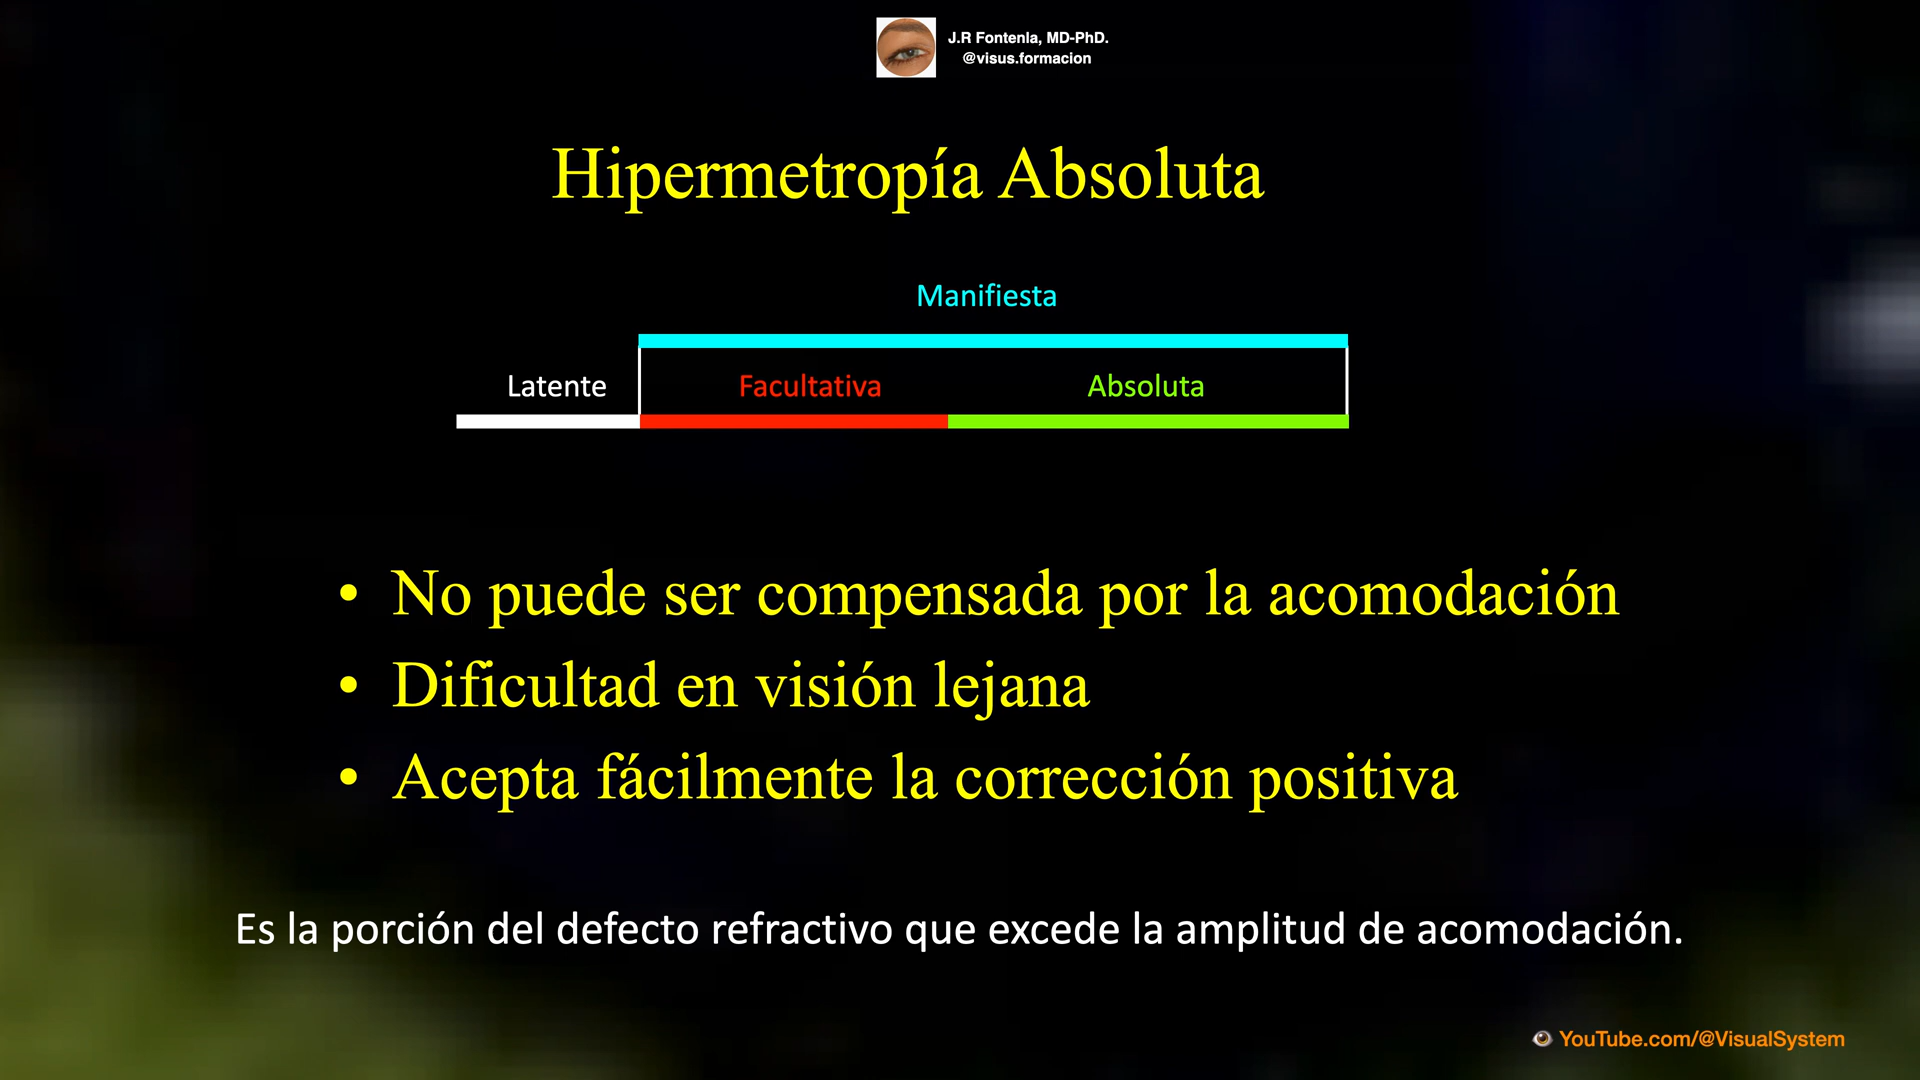 J.R Fontenla, MD-PhD.
@visus.formacion
Hipermetropía Absoluta
Manifiesta
Latente
Facultativa
Absoluta
• No puede ser compensada por la acomodación
• Dificultad en visión lejana
• Acepta fácilmente la corrección positiva
Es la porción del defecto refractivo que excede la amplitud de acomodación.
YouTube.com/@VisualSystem